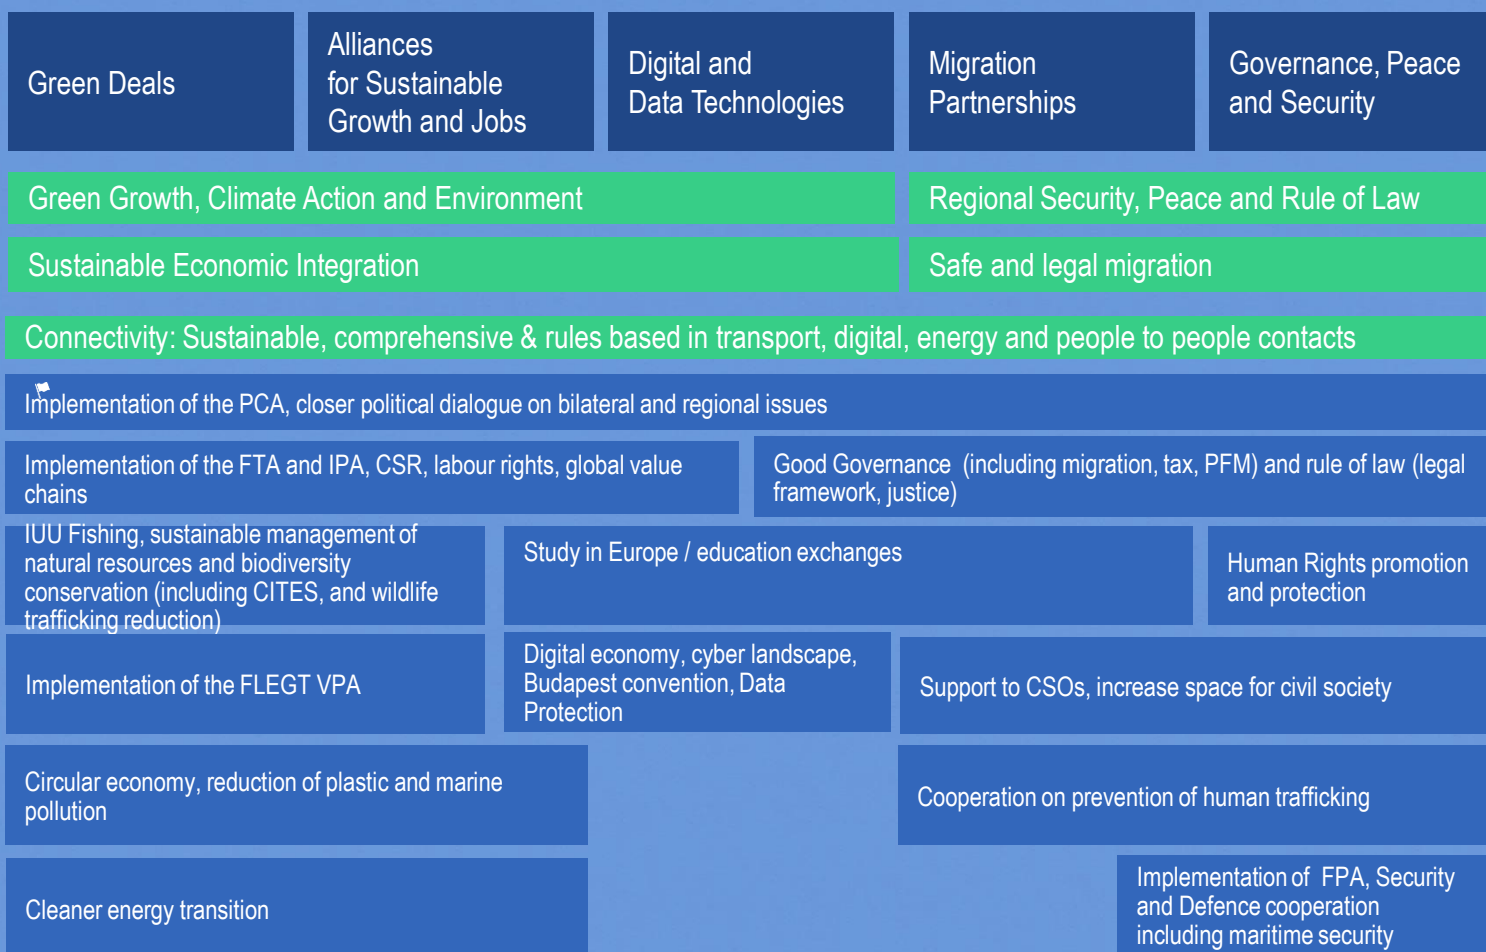 Green Deals
Alliances
for Sustainable
Growth and Jobs
Digital and
Data Technologies
Migration
Partnerships
Governance, Peace
and Security
Green Growth, Climate Action and Environment
Regional Security, Peace and Rule of Law
Sustainable Economic Integration
Safe and legal migration
Connectivity: Sustainable, comprehensive & rules based in transport, digital, energy and people to people contacts
Implementation of the PCA, closer political dialogue on bilateral and regional issues
Implementation of the FTA and IPA, CSR, labour rights, global value
chains
Good Governance (including migration, tax, PFM) and rule of law (legal
framework, justice)
IUU Fishing, sustainable management of
natural resources and biodiversity
conservation (including CITES, and wildlife
trafficking reduction)
Study in Europe / education exchanges
Human Rights promotion
and protection
Implementation of the FLEGT VPA
Digital economy, cyber landscape,
Budapest convention, Data
Protection
Support to CSOs, increase space for civil society
Circular economy, reduction of plastic and marine
pollution
Cooperation on prevention of human trafficking
Cleaner energy transition
Implementation of FPA, Security
and Defence cooperation
including maritime security